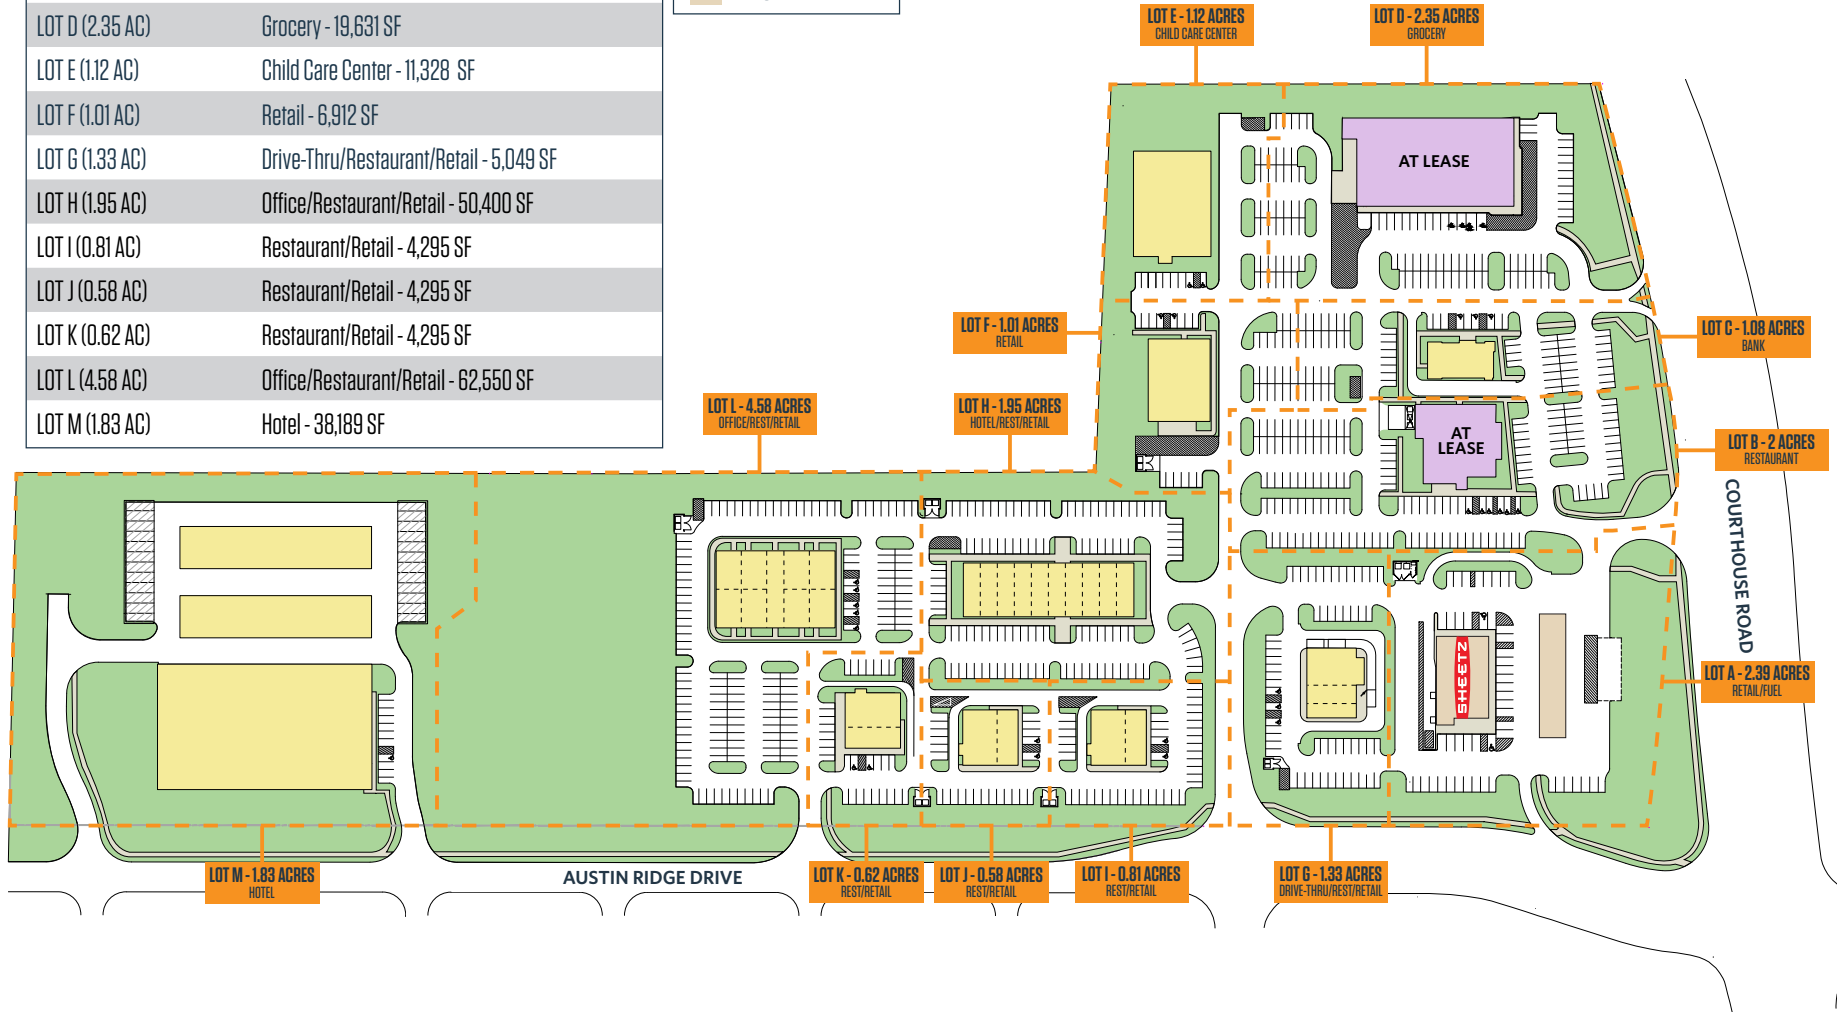 LOT D (2.35 AC) Grocery - 19,631 SF
LOT E (1.12 AC) Child Care Center - 11,328 SF
LOT F (1.01 AC) Retail - 6,912 SF
LOT G (1.33 AC) Drive-Thru/Restaurant/Retail - 5,049 SF
LOT H (1.95 AC) Office/Restaurant/Retail - 50,400 SF
LOT I (0.81 AC) Restaurant/Retail - 4,295 SF
LOT J (0.58 AC) Restaurant/Retail - 4,295 SF
LOT K (0.62 AC) Restaurant/Retail - 4,295 SF
LOT L (4.58 AC) Office/Restaurant/Retail - 62,550 SF
LOT M (1.83 AC) Hotel - 38,189 SF
LOT E - 1.12 ACRES
CHILD CARE CENTER
LOT D - 2.35 ACRES
GROCERY
AT LEASE
LOT F - 1.01 ACRES
RETAIL
LOT C - 1.08 ACRES
BANK
LOT L - 4.58 ACRES
OFFICE/REST/RETAIL
LOT H - 1.95 ACRES
HOTEL/REST/RETAIL
AT
LEASE
LOT B - 2 ACRES
RESTAURANT
COURTHOUSE ROAD
SHEETZ
LOT A - 2.39 ACRES
RETAIL/FUEL
LOT M - 1.83 ACRES
HOTEL
AUSTIN RIDGE DRIVE
LOT K - 0.62 ACRES
REST/RETAIL
LOT J - 0.58 ACRES
REST/RETAIL
LOT I - 0.81 ACRES
REST/RETAIL
LOT G - 1.33 ACRES
DRIVE-THRU/REST/RETAIL